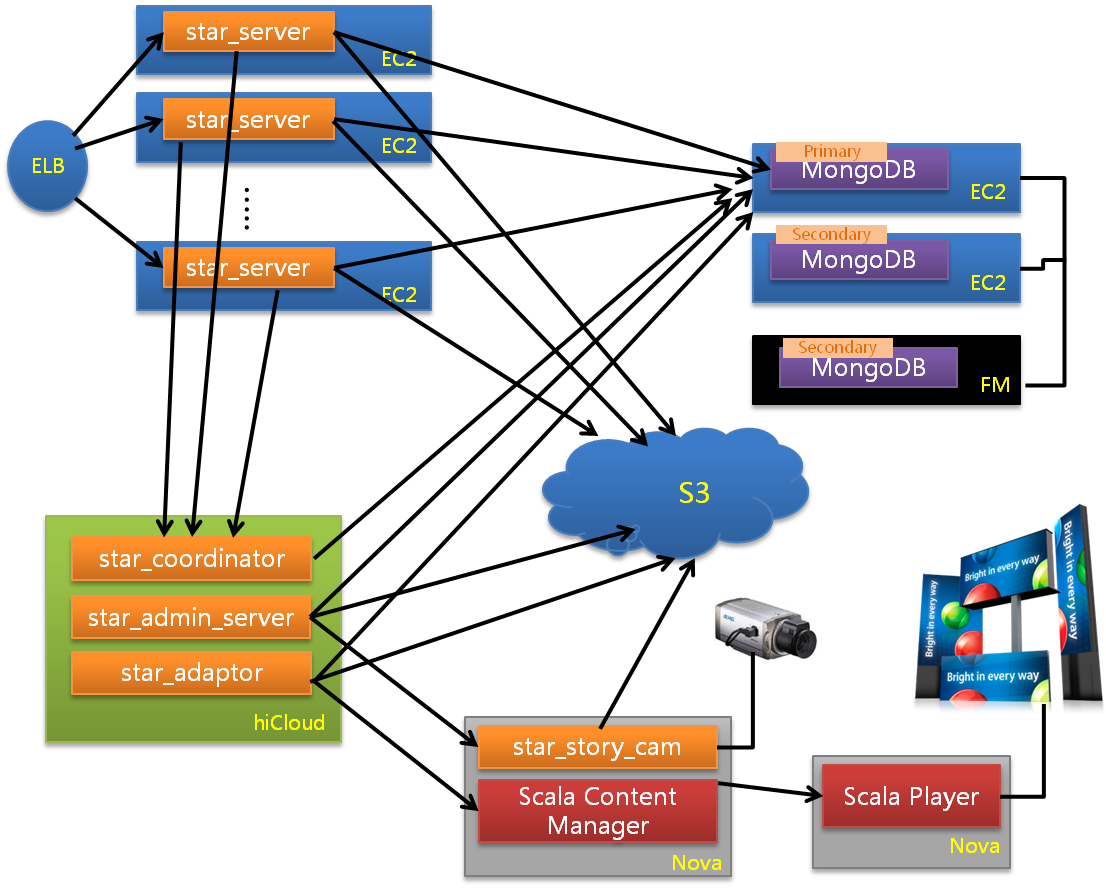 star_server
EC2
star_server
EC2
ELB
.....
star_server
EC2
Primary
MongoDB
EC2
Secondary
MongoDB
EC2
Secondary
MongoDB
FM
S3
star_coordinator
star_admin_server
star_adaptor
hiCloud
star_story_cam
Scala Content
Manager
Nova
Scala Player
Nova
Bright in every way
Bright in every way
Bright in every way
Bright in every way